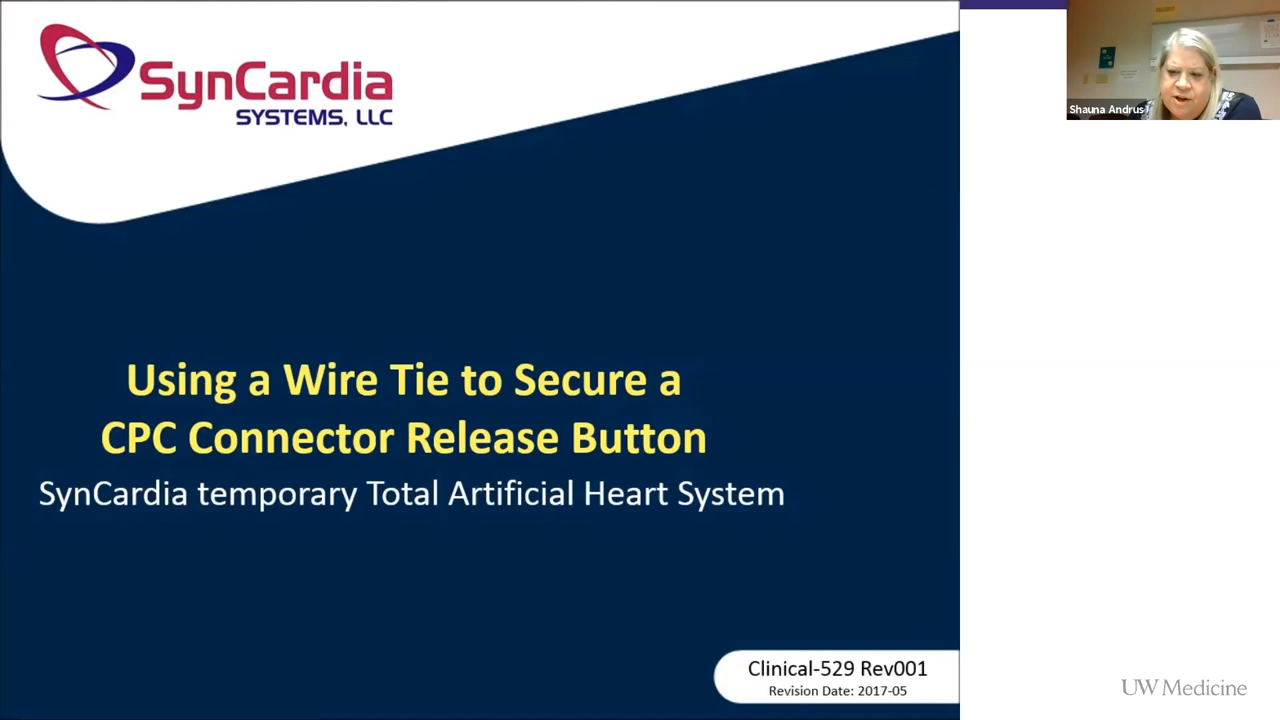 SynCardia
SYSTEMS, LLC
Shauna Andrus
Using a Wire Tie to Secure a
CPC Connector Release Button
SynCardia temporary Total Artificial Heart System
Clinical-529 Rev001
Revision Date: 2017-05
UW Medicine